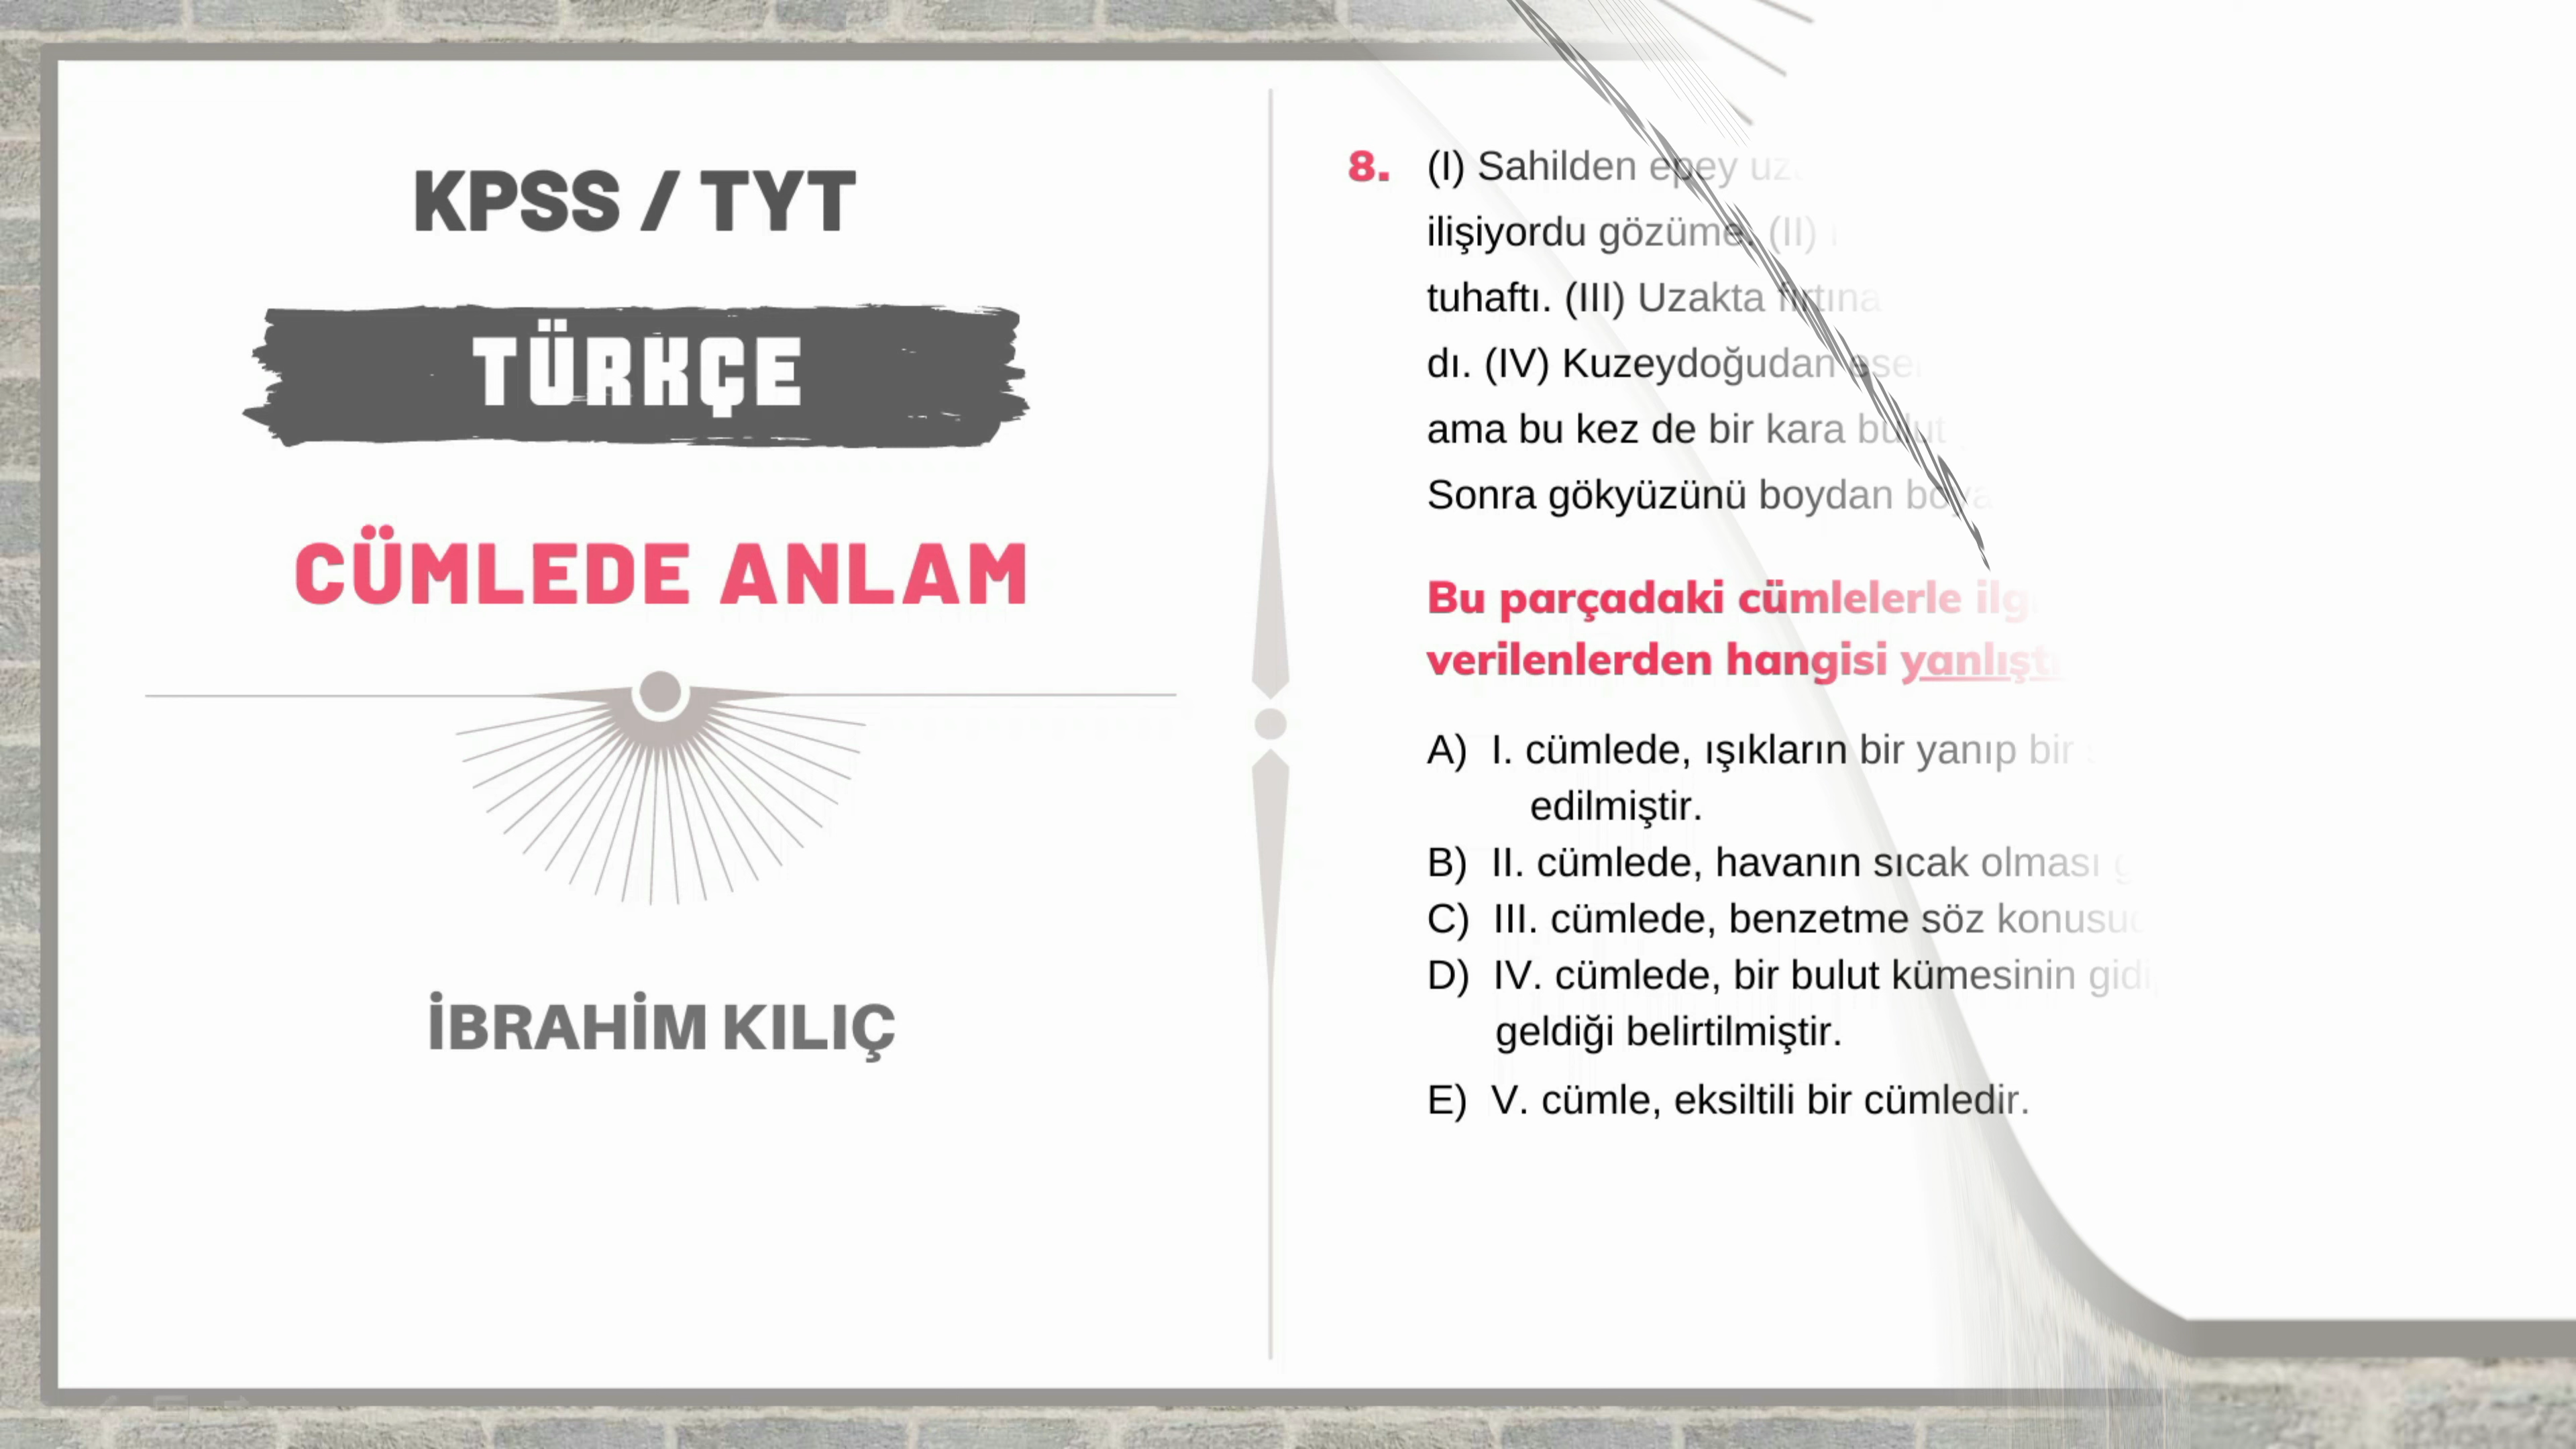 KPSS / TYT
TÜRKÇE
CÜMLEDE ANLAM
İBRAHİM KILIÇ
8. (I) Sahilden epey
ilişiyordu gözüme. (II)
tuhaftı. (III) Uzakta fırtına
dı. (IV) Kuzeydoğudan
ama bu kez de bir kara bulut
Sonra gökyüzünü boydan
Bu parçadaki cümlelerle
verilenlerden hangisi yanlıştı
A) I. cümlede, ışıkların bir yanıp bir
edilmiştir.
B) II. cümlede, havanın sıcak olması
C) III. cümlede, benzetme söz
D) IV. cümlede, bir bulut kümesinin
geldiği belirtilmiştir.
E) V. cümle, eksiltili bir cümledir.